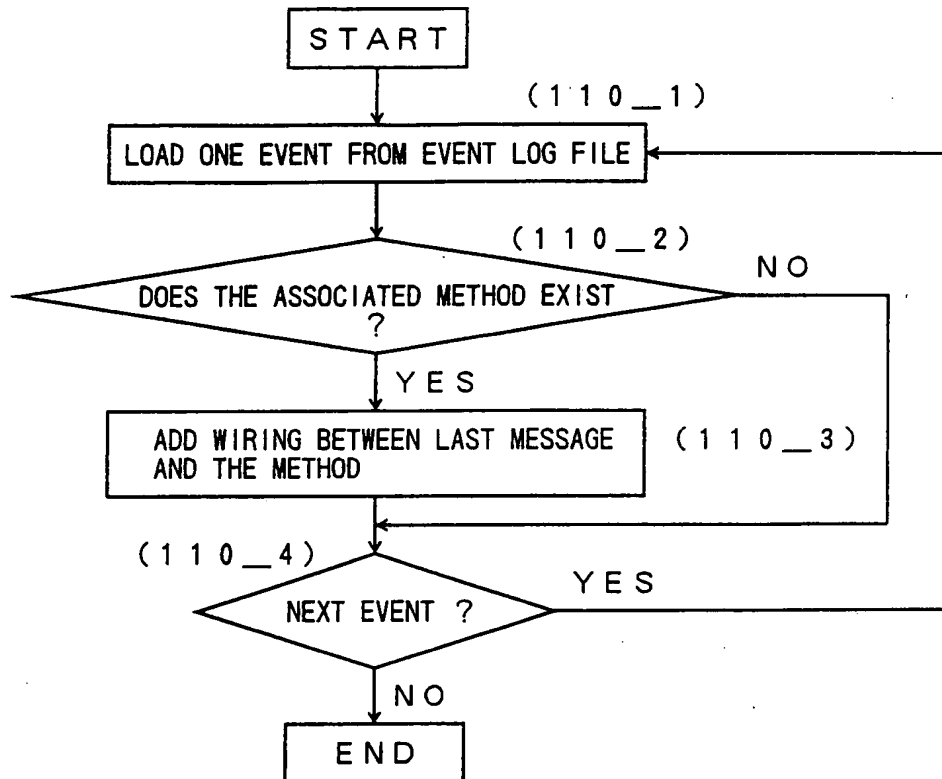 START
(110_1)
LOAD ONE EVENT FROM EVENT LOG FILE
(110_2)
NO
DOES THE ASSOCIATED METHOD EXIST
?
YES
ADD WIRING BETWEEN LAST MESSAGE
AND THE METHOD
(110_3)
(110_4)
YES
NEXT EVENT ?
NO
END